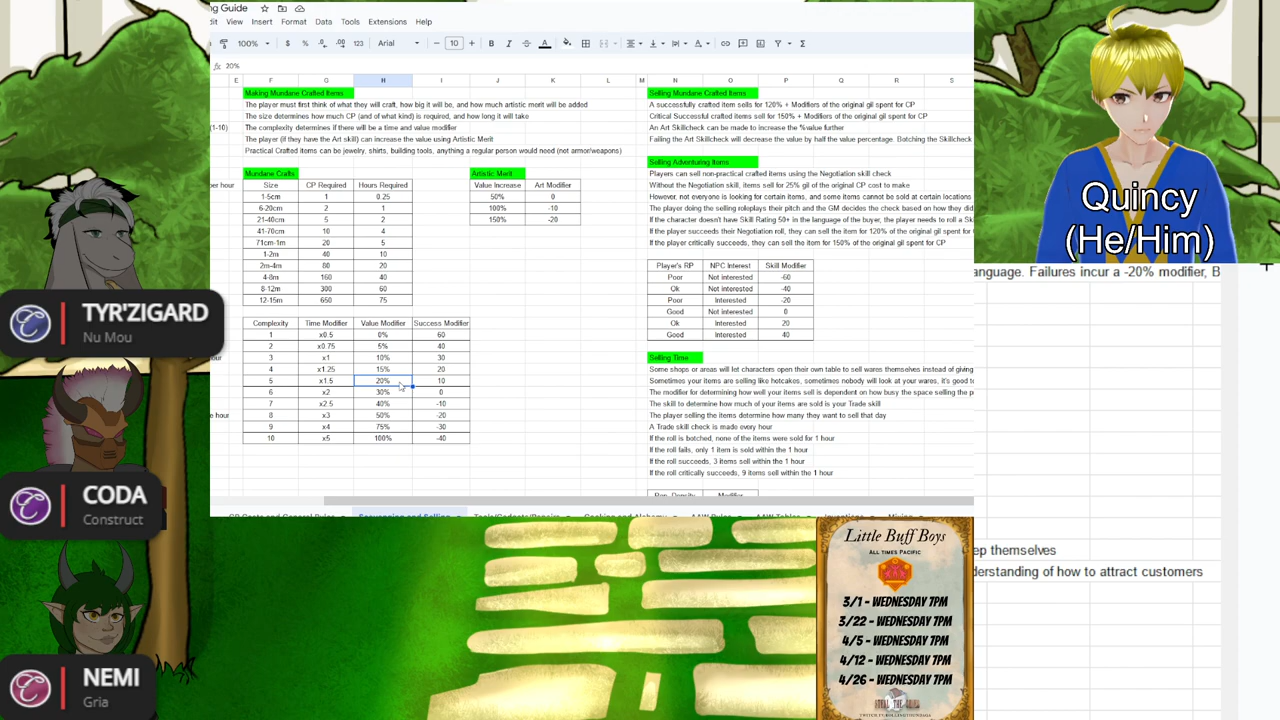 ng Guide
dit View Insert Format Data Tools Extensions Help
100% $ % .0 .00 123 Arial 10 B I A
fx 20%
E F G H I J K L M N O P Q R S
Making Mundane Crafted Items
The player must first think of what they will craft, how big it will be, and how much artistic merit will be added
The size determines how much CP (and of what kind) is required, and how long it will take
(1-10) The complexity determines if there will be a time and value modifier
The player (if they have the Art skill) can increase the value using Artistic Merit
Practical Crafted items can be jewelry, shirts, building tools, anything a regular person would need (not armor/weapons)
Mundane Crafts
per hour Size CP Required Hours Required
1-5cm 1 0.25
6-20cm 2 1
21-40cm 5 2
41-70cm 10 4
71cm-1m 20 5
1-2m 40 10
2m-4m 80 20
4-8m 160 40
8-12m 300 60
12-15m 650 75
Artistic Merit
Value Increase Art Modifier
50% 0
100% -10
150% -20
Complexity Time Modifier Value Modifier Success Modifier
1 x0.5 0% 60
2 x0.75 5% 40
3 x1 10% 30
4 x1.25 15% 20
5 x1.5 20% 10
6 x2 30% 0
7 x2.5 40% -10
8 x3 50% -20
9 x4 75% -30
10 x5 100% -40
hour
e hour
Selling Mundane Crafted Items
A successfully crafted item sells for 120% + Modifiers of the original gil spent for CP
Critical Successful crafted items sell for 150% + Modifiers of the original gil spent for CP
An Art Skillcheck can be made to increase the %value further
Failing the Art Skillcheck will decrease the value by half the value percentage. Botching the Skillcheck
Selling Adventuring Items
Players can sell non-practical crafted items using the Negotiation skill check
Without the Negotiation skill, items sell for 25% gil of the original CP cost to make
However, not everyone is looking for certain items, and some items cannot be sold at certain locations
The player doing the selling roleplays their pitch and the GM decides the check based on how they did
If the character doesn't have Skill Rating 50+ in the language of the buyer, the player needs to roll a Sk
If the player succeeds their Negotiation roll, they can sell the item for 120% of the original gil spent for C
If the player critically succeeds, they can sell the item for 150% of the original gil spent for CP
Player's RP NPC Interest Skill Modifier
Poor Not interested -60
Ok Not interested -40
Poor Interested -20
Good Not interested 0
Ok Interested 20
Good Interested 40
Selling Time
Some shops or areas will let characters open their own table to sell wares themselves instead of giving
Sometimes your items are selling like hotcakes, sometimes nobody will look at your wares, it's good to
The modifier for determining how well your items sell is dependent on how busy the space selling the p
The skill to determine how much of your items are sold is your Trade skill
The player selling the items determine how many they want to sell that day
A Trade skill check is made every hour
If the roll is botched, none of the items were sold for 1 hour
If the roll fails, only 1 item is sold within the 1 hour
If the roll succeeds, 3 items sell within the 1 hour
If the roll critically succeeds, 9 items sell within the 1 hour
Pop. Density Modifier
CP Costs and General Rules Scavenging and Selling Tools/Gadgets/Repairs Cooking and Alchemy AAW Rules AAW Tables Inventions Mixing
Quincy
(He/Him)
anguage. Failures incur a -20% modifier, B
ep themselves
derstanding of how to attract customers
TYR'ZIGARD
Nu Mou
CODA
Construct
NEMI
Gria
Little Buff Boys
ALL TIMES PACIFIC
3/1 - WEDNESDAY 7PM
3/22 - WEDNESDAY 7PM
4/5 - WEDNESDAY 7PM
4/12 - WEDNESDAY 7PM
4/26 - WEDNESDAY 7PM